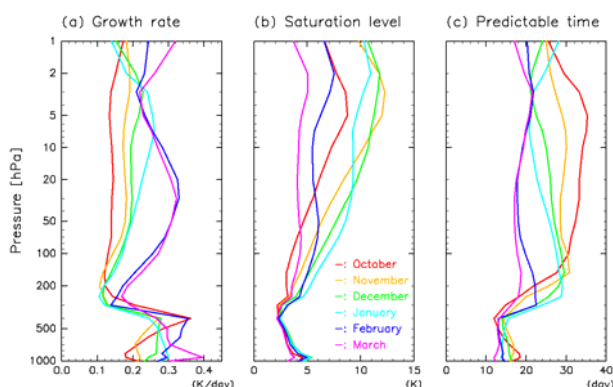 (a) Growth rate (b) Saturation level (c) Predictable time
Pressure [hPa]
1
2
5
10
20
50
100
200
500
1000
0.0 0.1 0.2 0.3 0.4
(K/day)
0 5 10 15
(K)
—: October
—: November
—: December
—: January
—: February
—: March
0 10 20 30 40
(day)